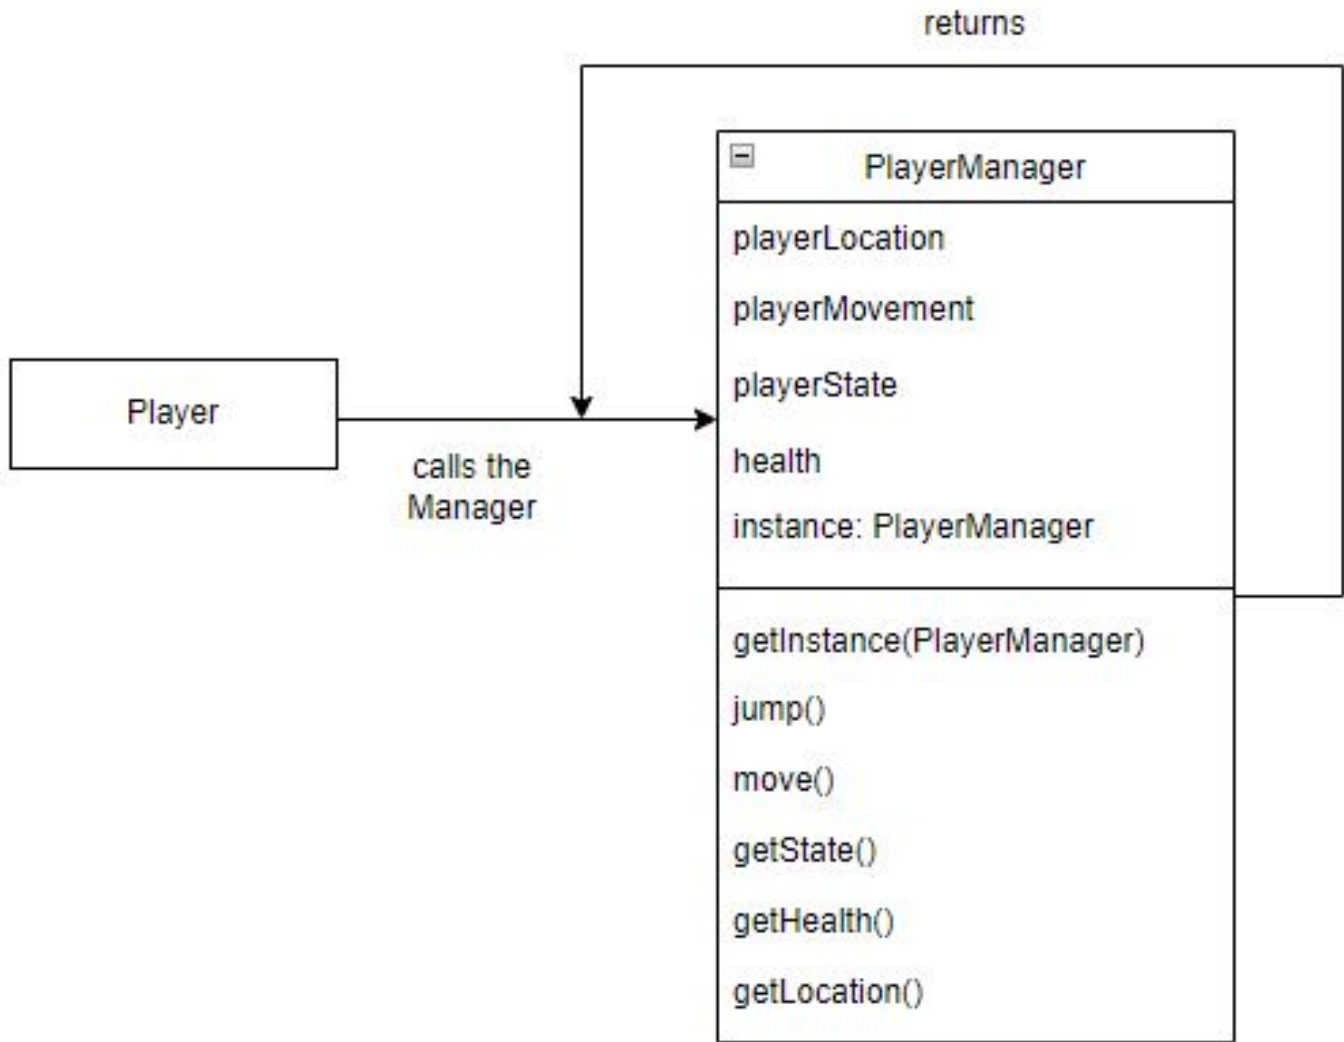 returns
PlayerManager
playerLocation
playerMovement
playerState
health
instance: PlayerManager
getInstance(PlayerManager)
jump()
move()
getState()
getHealth()
getLocation()
Player
calls the
Manager